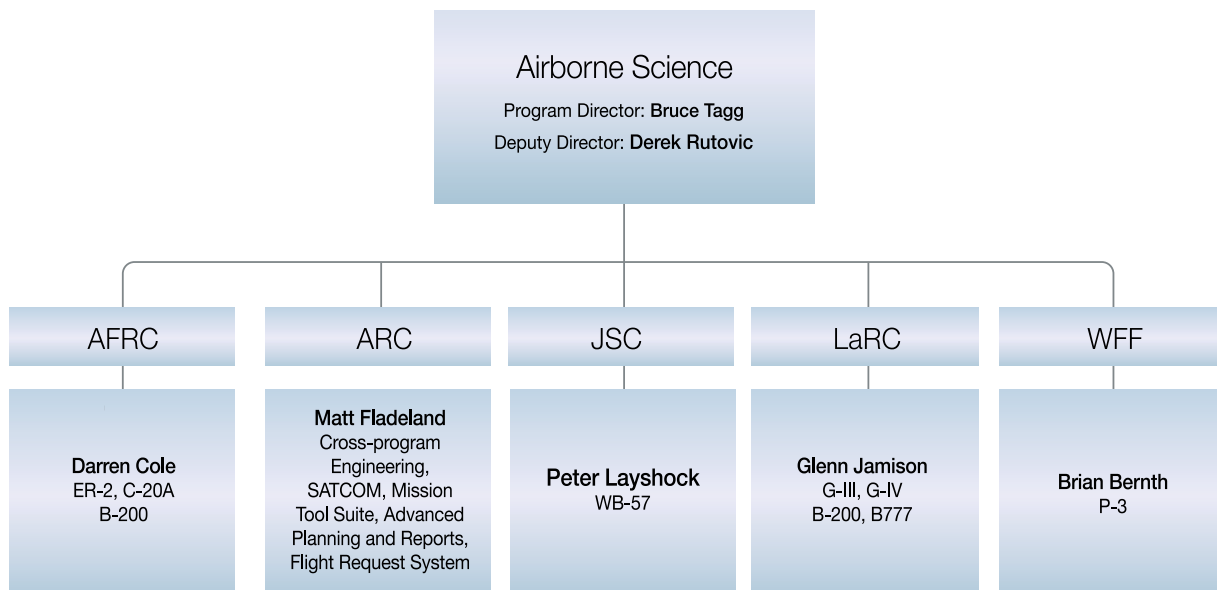 Airborne Science
Program Director: Bruce Tagg
Deputy Director: Derek Rutovic
AFRC
Darren Cole
ER-2, C-20A
B-200
ARC
Matt Fladeland
Cross-program
Engineering,
SATCOM, Mission
Tool Suite, Advanced
Planning and Reports,
Flight Request System
JSC
Peter Layshock
WB-57
LaRC
Glenn Jamison
G-III, G-IV
B-200, B777
WFF
Brian Bernth
P-3